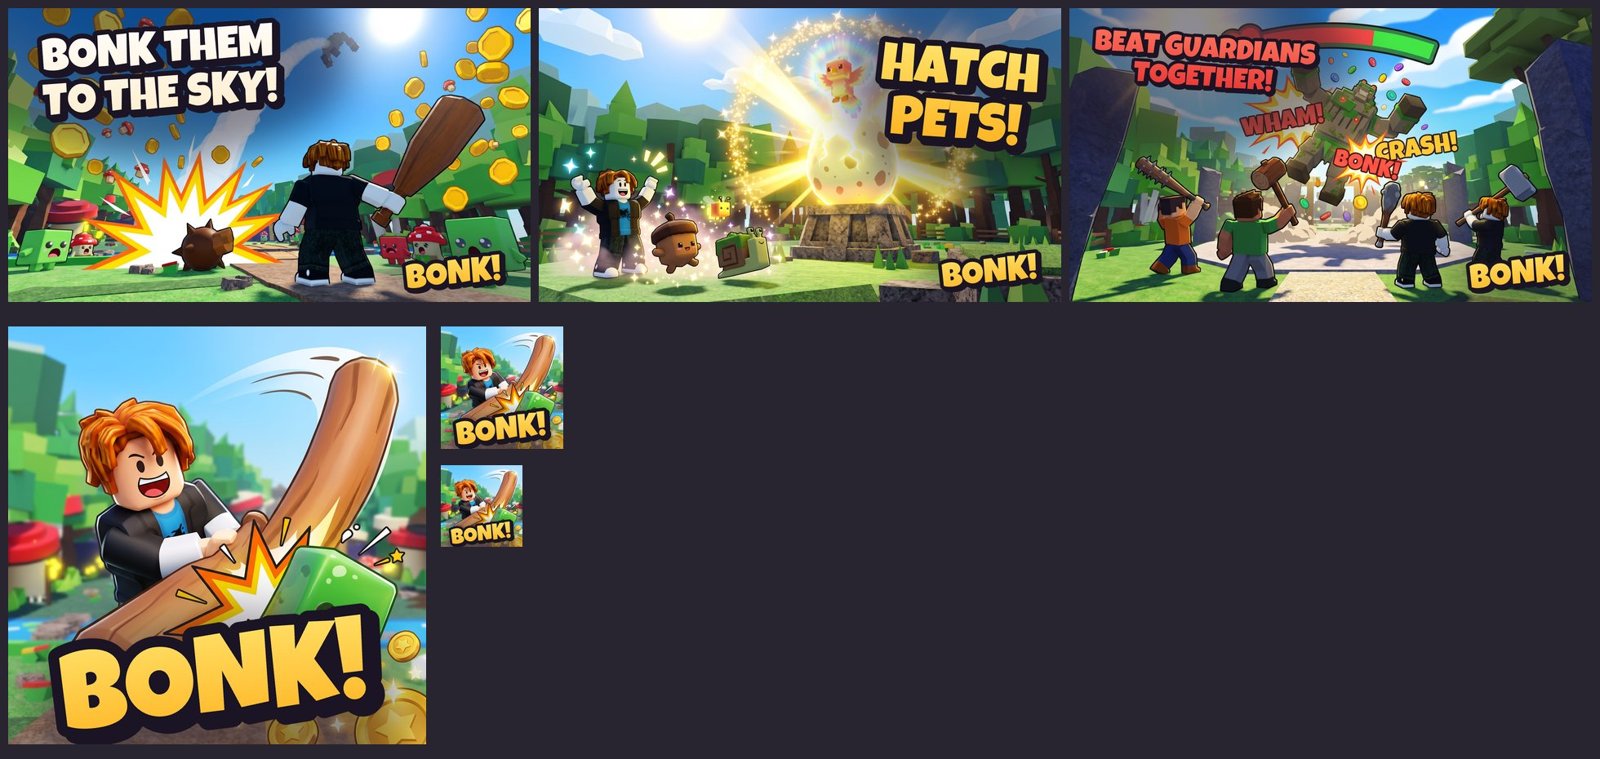 BONK THEM
TO THE SKY!
BONK!
HATCH
PETS!
BONK!
BEAT GUARDIANS
TOGETHER!
WHAM!
CRASH!
BONK!
BONK!
BONK!
BONK!
BONK!